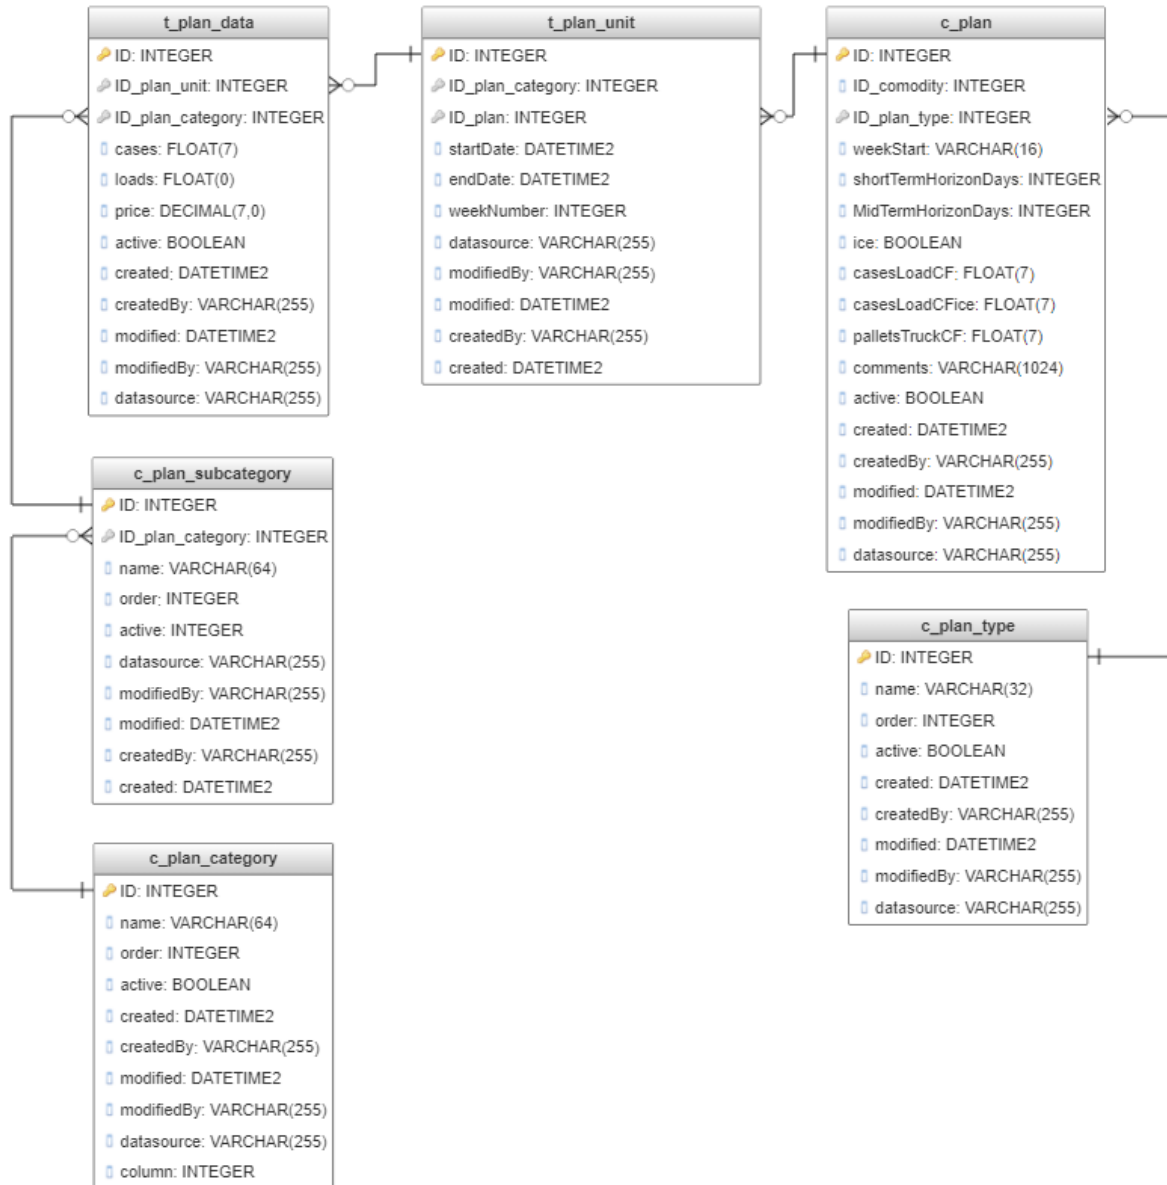 t_plan_data
ID: INTEGER
ID_plan_unit: INTEGER
ID_plan_category: INTEGER
cases: FLOAT(7)
loads: FLOAT(0)
price: DECIMAL(7,0)
active: BOOLEAN
created: DATETIME2
createdBy: VARCHAR(255)
modified: DATETIME2
modifiedBy: VARCHAR(255)
datasource: VARCHAR(255)
t_plan_unit
ID: INTEGER
ID_plan_category: INTEGER
ID_plan: INTEGER
startDate: DATETIME2
endDate: DATETIME2
weekNumber: INTEGER
datasource: VARCHAR(255)
modifiedBy: VARCHAR(255)
modified: DATETIME2
createdBy: VARCHAR(255)
created: DATETIME2
c_plan
ID: INTEGER
ID_comodity: INTEGER
ID_plan_type: INTEGER
weekStart: VARCHAR(16)
shortTermHorizonDays: INTEGER
MidTermHorizonDays: INTEGER
ice: BOOLEAN
casesLoadCF: FLOAT(7)
casesLoadCFice: FLOAT(7)
palletsTruckCF: FLOAT(7)
comments: VARCHAR(1024)
active: BOOLEAN
created: DATETIME2
createdBy: VARCHAR(255)
modified: DATETIME2
modifiedBy: VARCHAR(255)
datasource: VARCHAR(255)
c_plan_subcategory
ID: INTEGER
ID_plan_category: INTEGER
name: VARCHAR(64)
order: INTEGER
active: INTEGER
datasource: VARCHAR(255)
modifiedBy: VARCHAR(255)
modified: DATETIME2
createdBy: VARCHAR(255)
created: DATETIME2
c_plan_type
ID: INTEGER
name: VARCHAR(32)
order: INTEGER
active: BOOLEAN
created: DATETIME2
createdBy: VARCHAR(255)
modified: DATETIME2
modifiedBy: VARCHAR(255)
datasource: VARCHAR(255)
c_plan_category
ID: INTEGER
name: VARCHAR(64)
order: INTEGER
active: BOOLEAN
created: DATETIME2
createdBy: VARCHAR(255)
modified: DATETIME2
modifiedBy: VARCHAR(255)
datasource: VARCHAR(255)
column: INTEGER